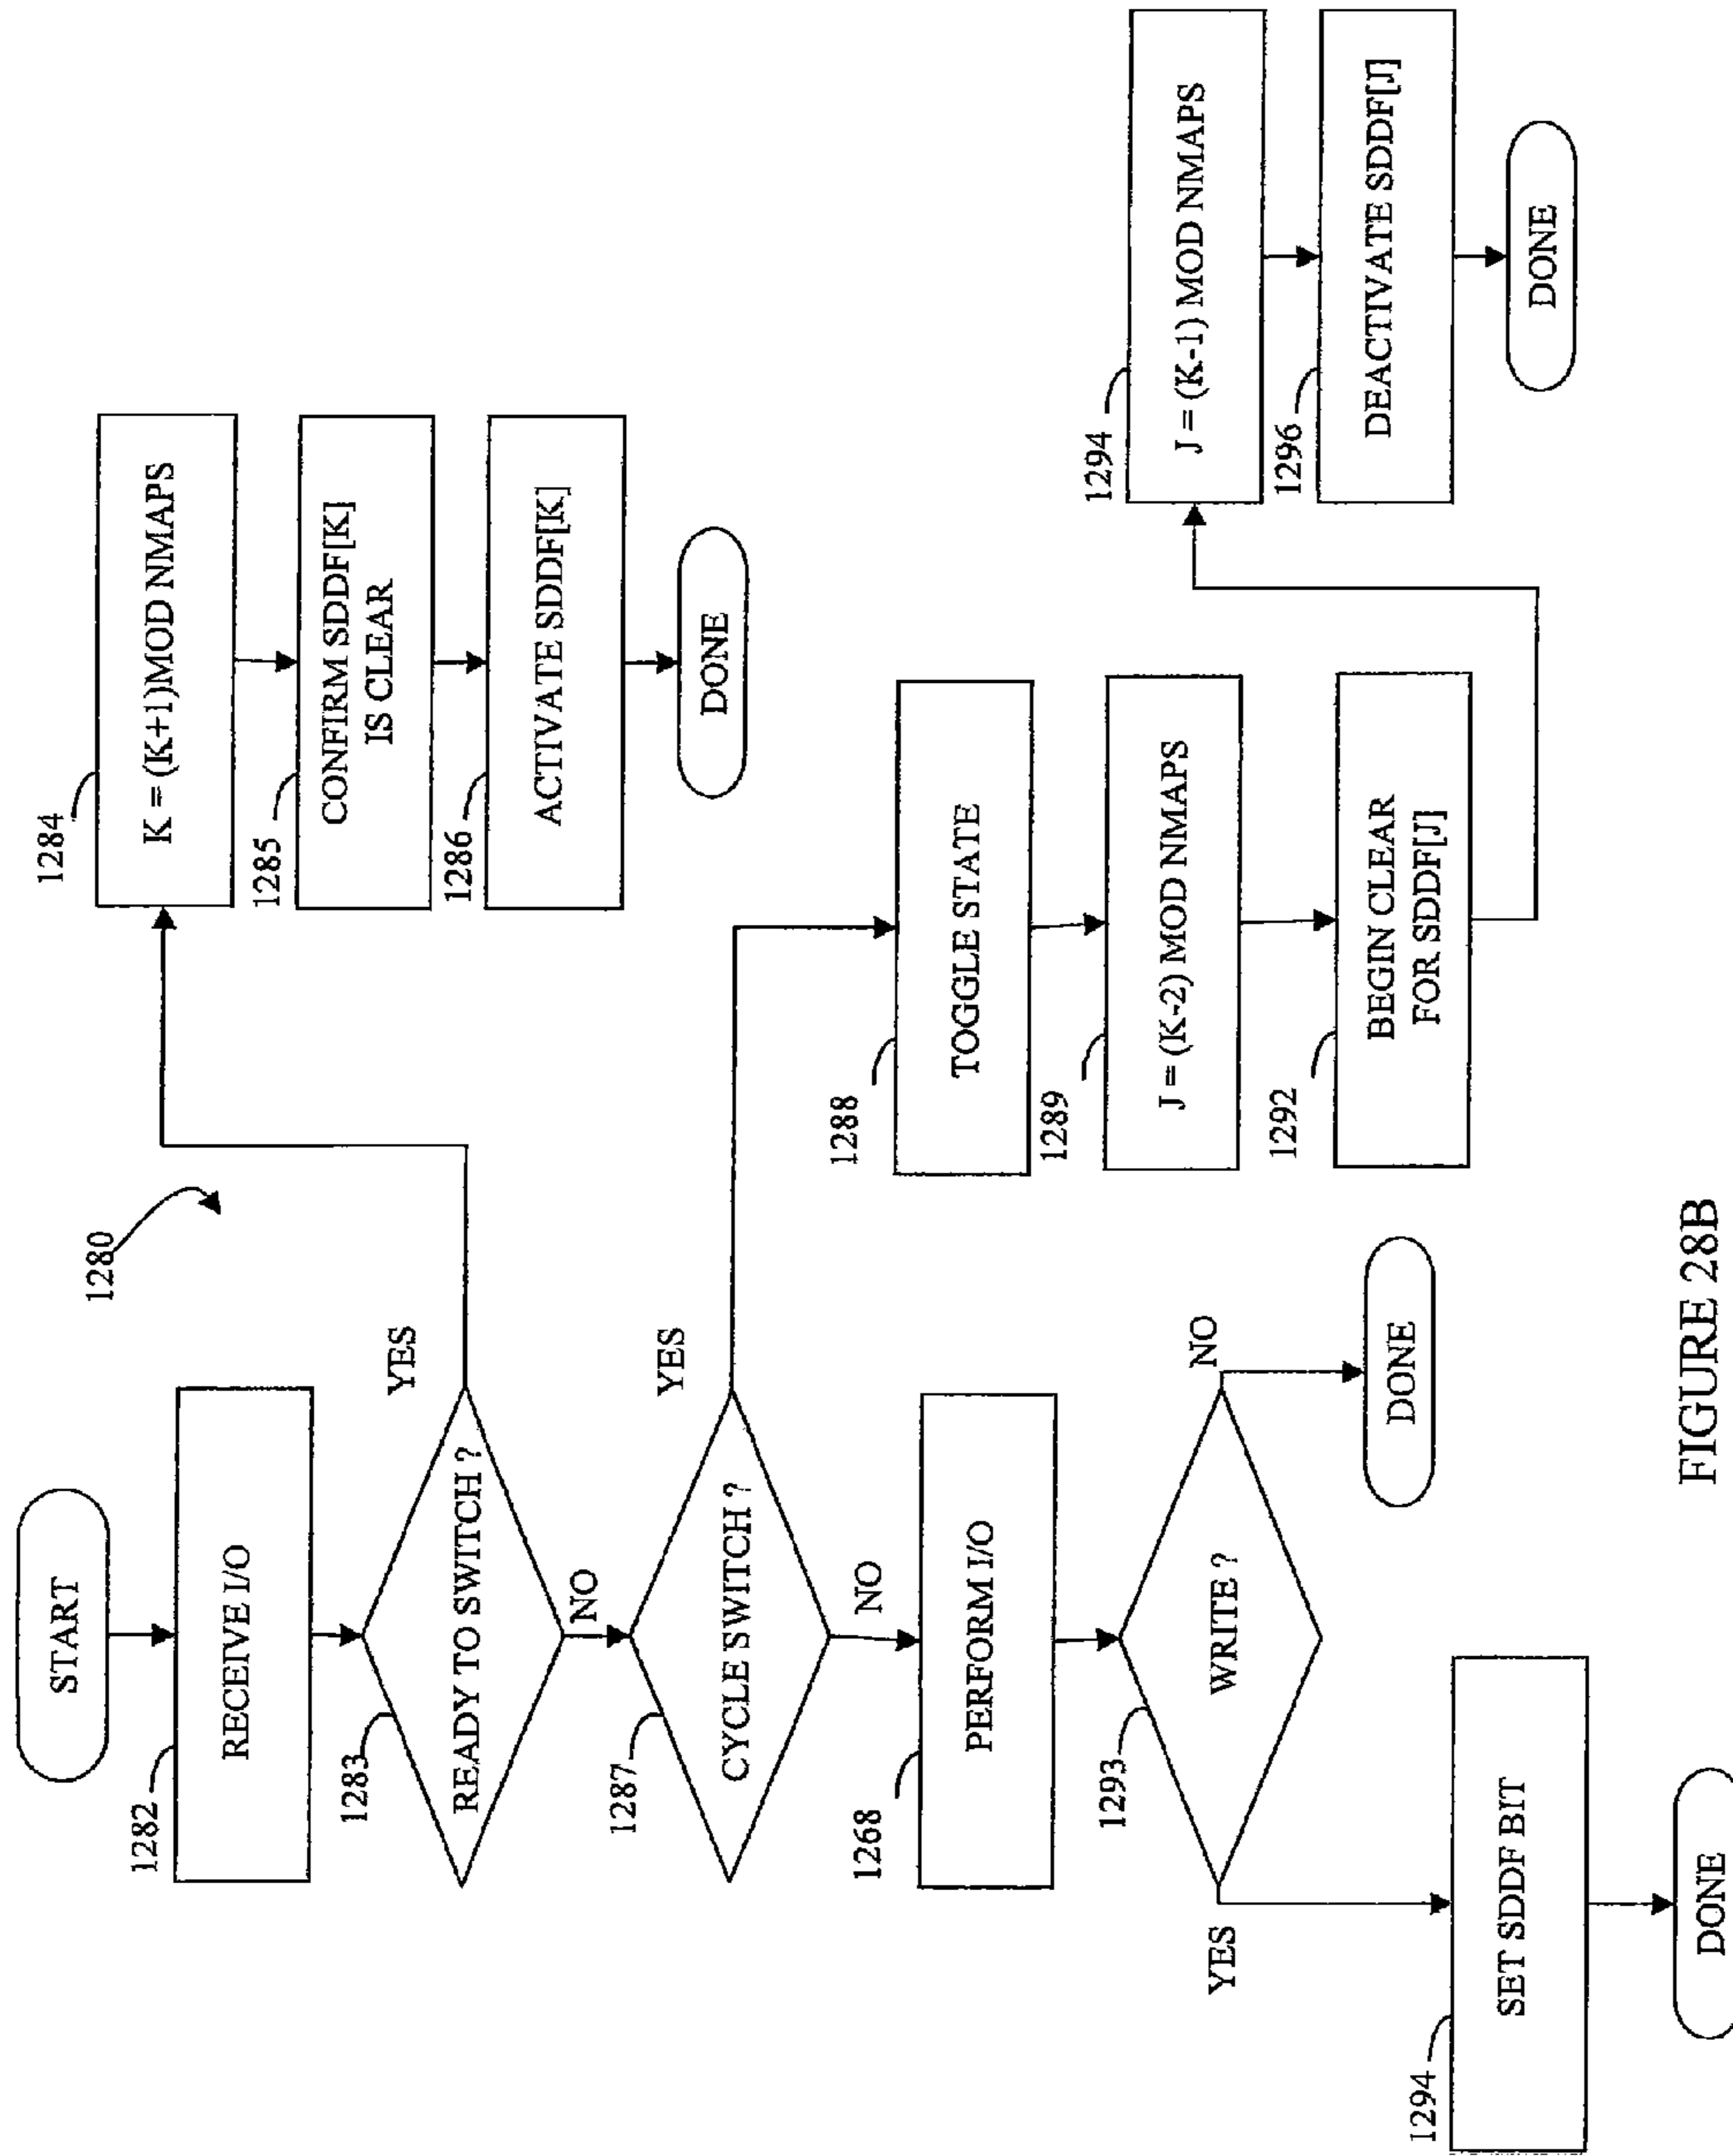 START
1280
1282
RECEIVE I/O
1283
READY TO SWITCH ?
YES
NO
1284
K = (K+1)MOD NMAPS
1285
CONFIRM SDDF[K]
IS CLEAR
1286
ACTIVATE SDDF[K]
DONE
1287
CYCLE SWITCH ?
YES
NO
1288
TOGGLE STATE
1289
J = (K-2) MOD NMAPS
1292
BEGIN CLEAR
FOR SDDF[J]
1294
J = (K-1) MOD NMAPS
1296
DEACTIVATE SDDF[J]
DONE
1268
PERFORM I/O
1293
WRITE ?
NO
DONE
YES
1294
SET SDDF BIT
DONE
FIGURE 28B